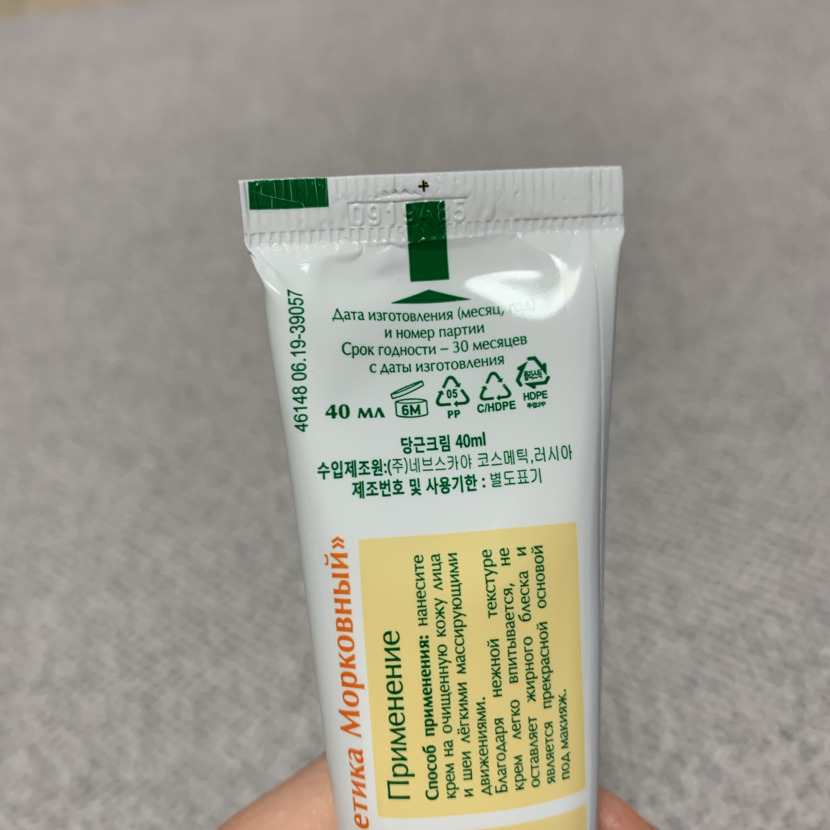 0919A65
Дата изготовления (месяц, год)
и номер партии
Срок годности – 30 месяцев
с даты изготовления
46148 06.19-39057
40 мл
6M
05
PP
C/HDPE
HDPE
당근크림 40ml
수입제조원:(주)네브스카야 코스메틱,러시아
제조번호 및 사용기한 : 별도표기
етика Морковный»
Применение
Способ применения: нанесите
крем на очищенную кожу лица
и шеи лёгкими массирующими
движениями.
Благодаря нежной текстуре
крем легко впитывается, не
оставляет жирного блеска и
является прекрасной основой
под макияж.